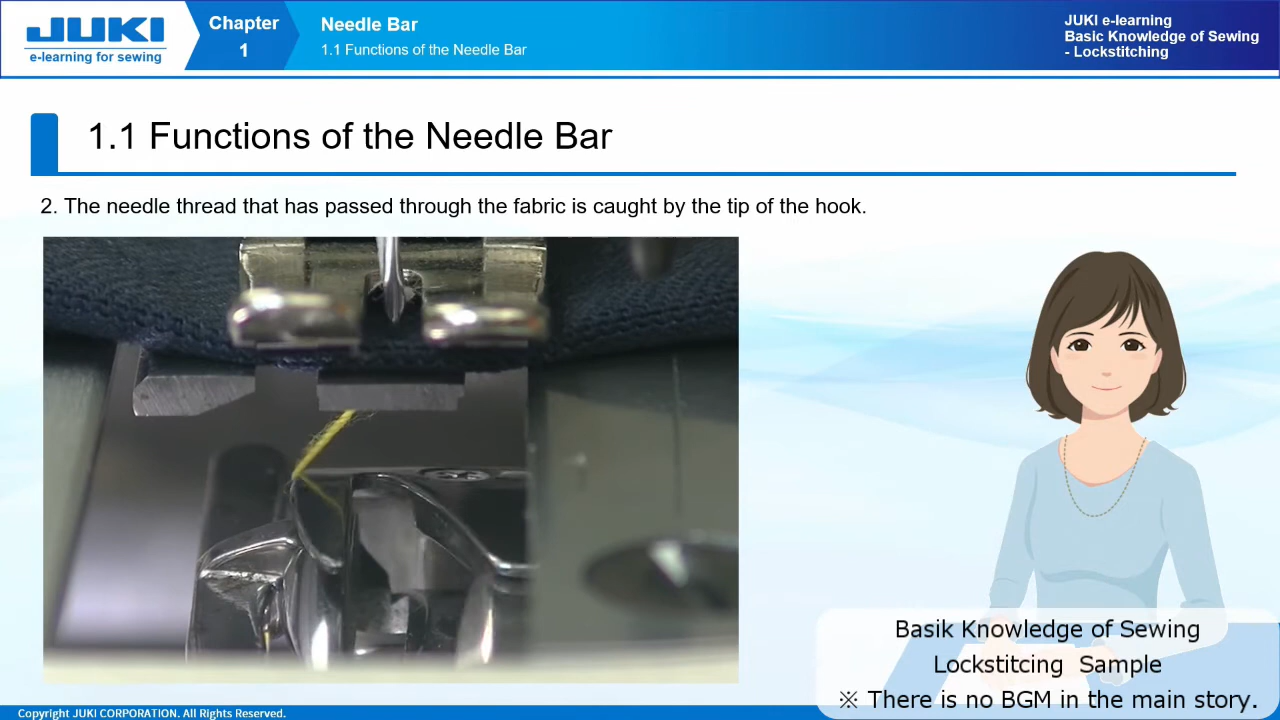 JUKI
e-learning for sewing
Chapter
1
Needle Bar
1.1 Functions of the Needle Bar
JUKI e-learning
Basic Knowledge of Sewing
- Lockstitching
1.1 Functions of the Needle Bar
2. The needle thread that has passed through the fabric is caught by the tip of the hook.
Basik Knowledge of Sewing
Lockstitcing Sample
※ There is no BGM in the main story.
Copyright JUKI CORPORATION. All Rights Reserved.